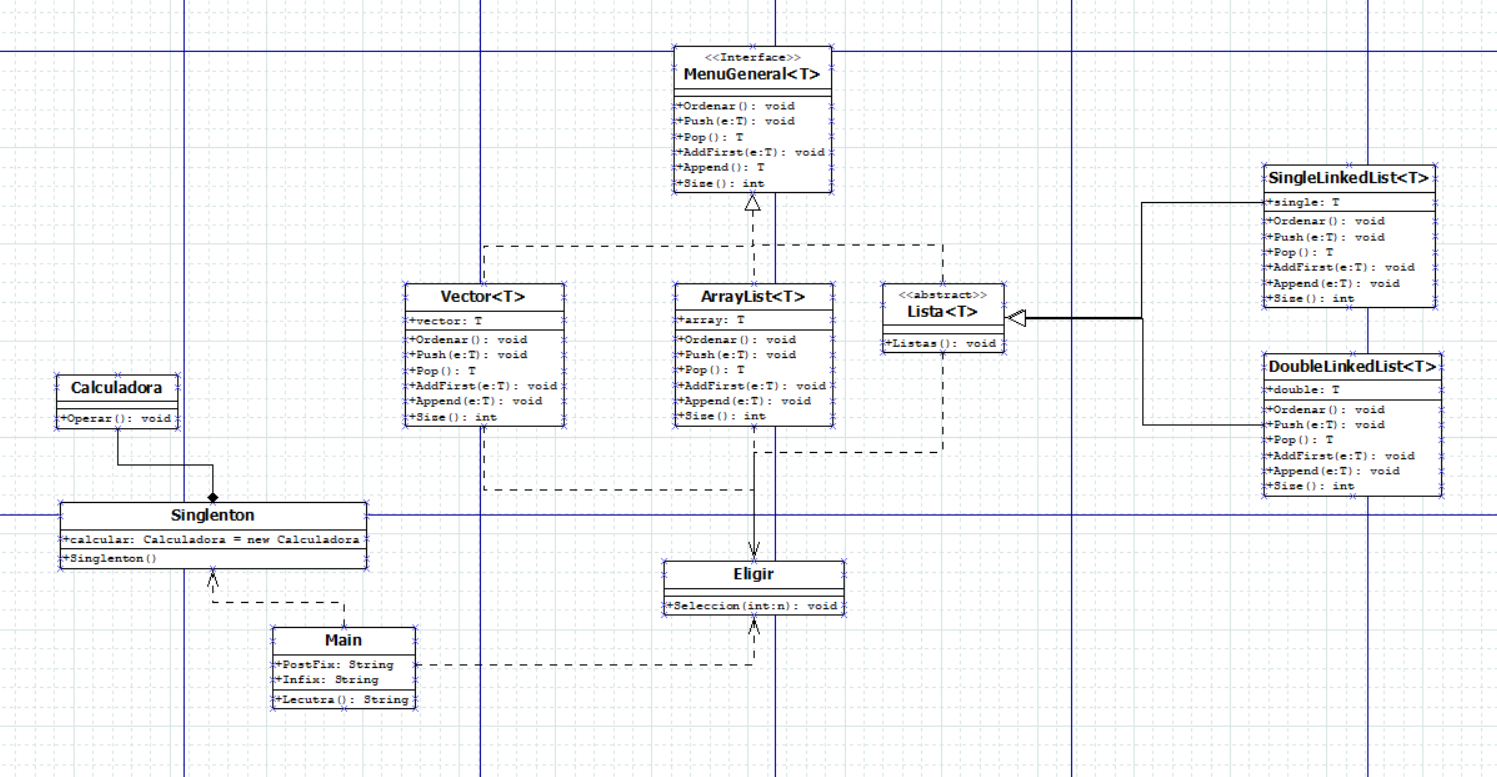 <<Interface>>
MenuGeneral<T>
+Ordenar(): void
+Push(e:T): void
+Pop(): T
+AddFirst(e:T): void
+Append(): T
+Size(): int
SingleLinkedList<T>
+single: T
+Ordenar(): void
+Push(e:T): void
+Pop(): T
+AddFirst(e:T): void
+Append(e:T): void
+Size(): int
Vector<T>
+vector: T
+Ordenar(): void
+Push(e:T): void
+Pop(): T
+AddFirst(e:T): void
+Append(e:T): void
+Size(): int
ArrayList<T>
+array: T
+Ordenar(): void
+Push(e:T): void
+Pop(): T
+AddFirst(e:T): void
+Append(e:T): void
+Size(): int
<<abstract>>
Lista<T>
+Listas(): void
DoubleLinkedList<T>
+double: T
+Ordenar(): void
+Push(e:T): void
+Pop(): T
+AddFirst(e:T): void
+Append(e:T): void
+Size(): int
Calculadora
+Operar(): void
Singlenton
+calcular: Calculadora = new Calculadora
+Singlenton()
Eligir
+Seleccion(int:n): void
Main
+PostFix: String
+Infix: String
+Lecutra(): String